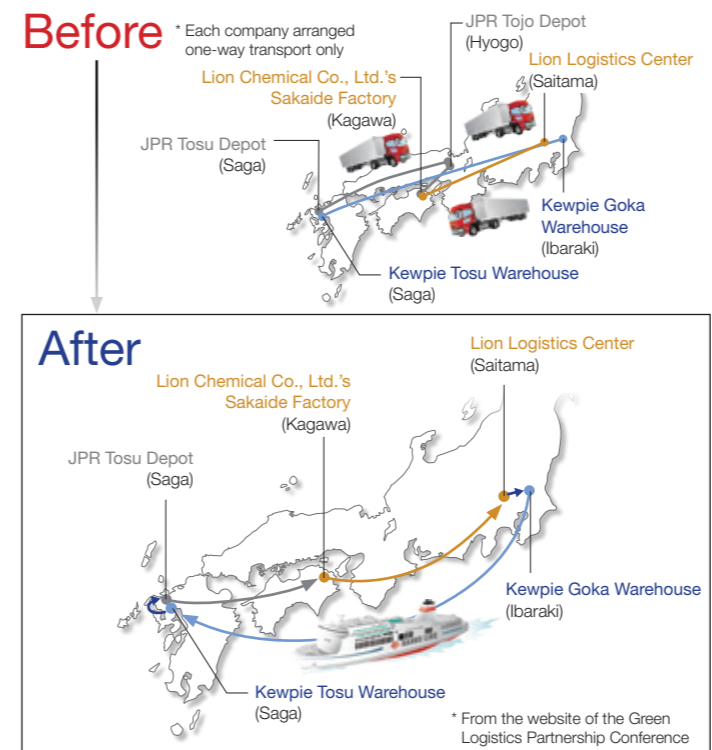 Before
* Each company arranged
one-way transport only
JPR Tojo Depot
(Hyogo)
Lion Logistics Center
(Saitama)
Lion Chemical Co., Ltd.'s
Sakaide Factory
(Kagawa)
JPR Tosu Depot
(Saga)
Kewpie Goka
Warehouse
(Ibaraki)
Kewpie Tosu Warehouse
(Saga)
After
Lion Logistics Center
(Saitama)
Lion Chemical Co., Ltd.'s
Sakaide Factory
(Kagawa)
JPR Tosu Depot
(Saga)
Kewpie Goka Warehouse
(Ibaraki)
Kewpie Tosu Warehouse
(Saga)
* From the website of the Green
Logistics Partnership Conference